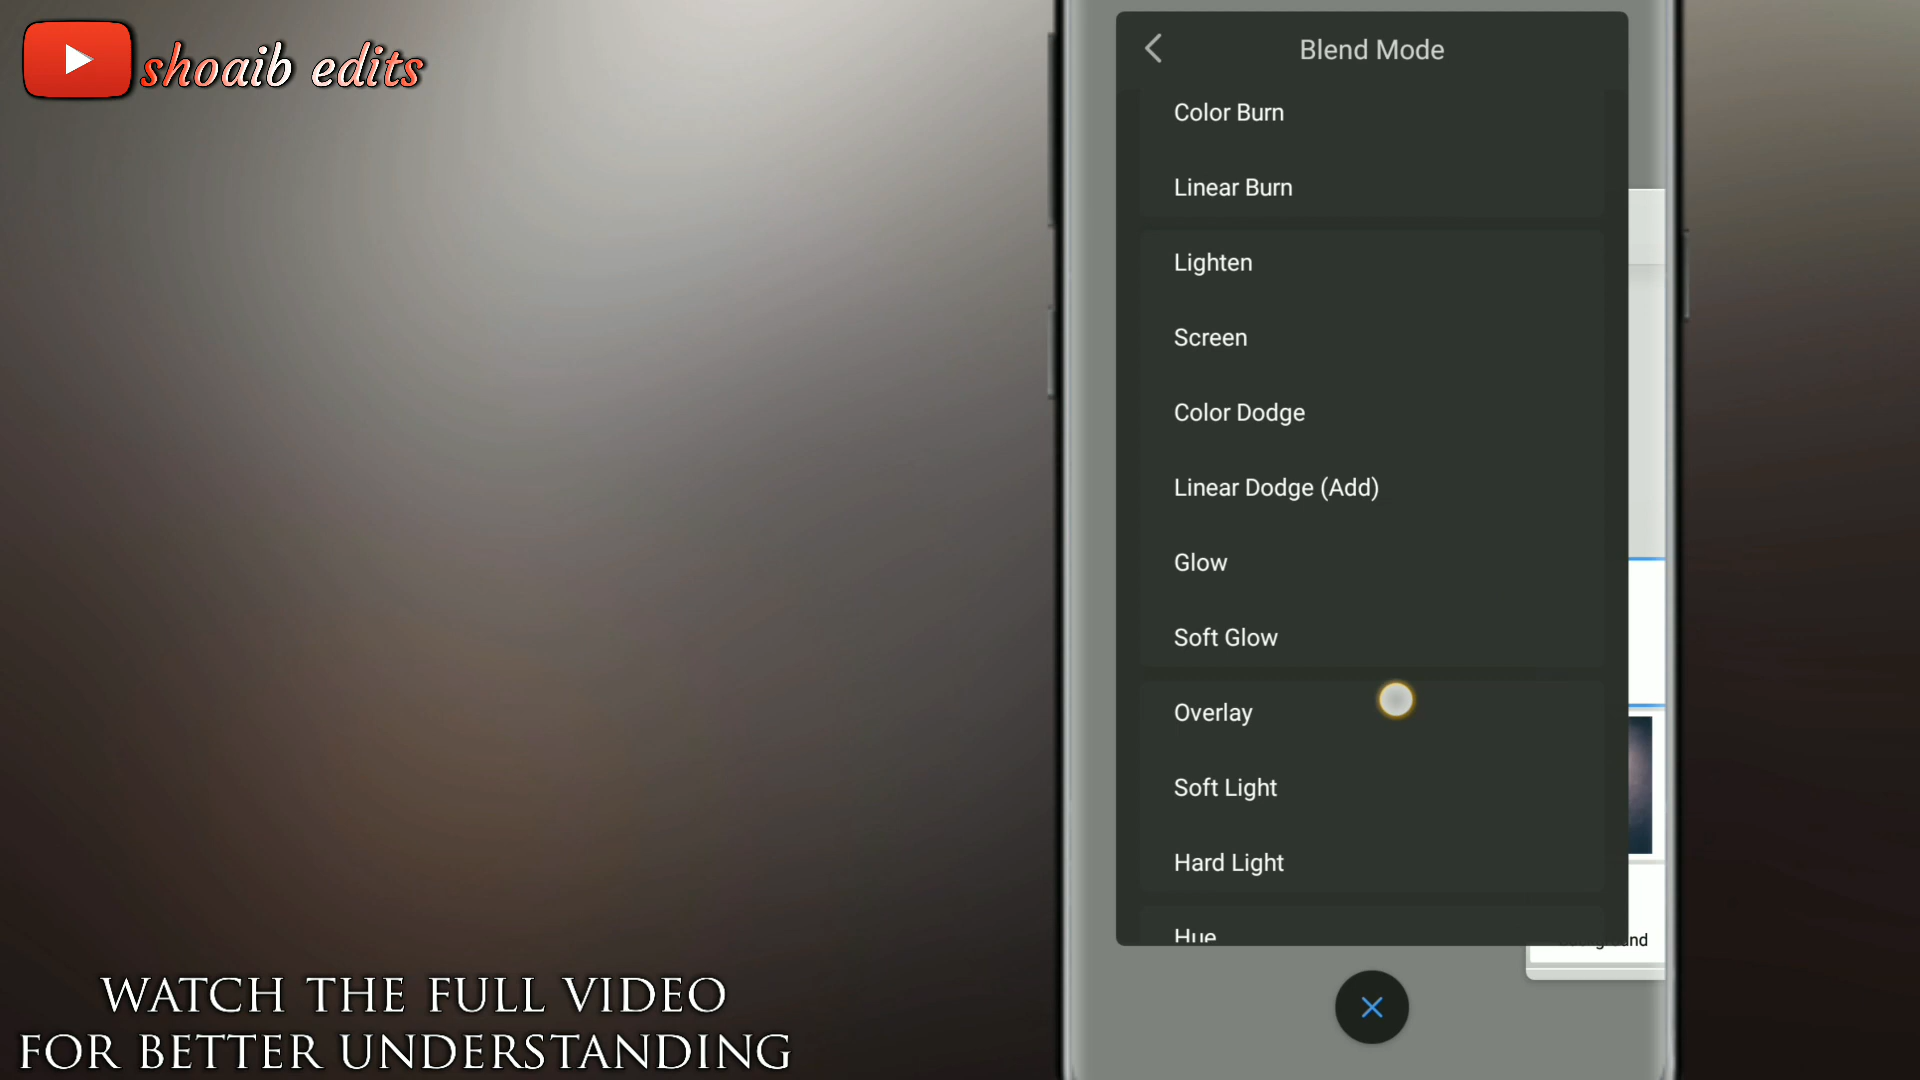 shoaib edits
Blend Mode
Color Burn
Linear Burn
Lighten
Screen
Color Dodge
Linear Dodge (Add)
Glow
Soft Glow
Overlay
Soft Light
Hard Light
Hue
WATCH THE FULL VIDEO
FOR BETTER UNDERSTANDING